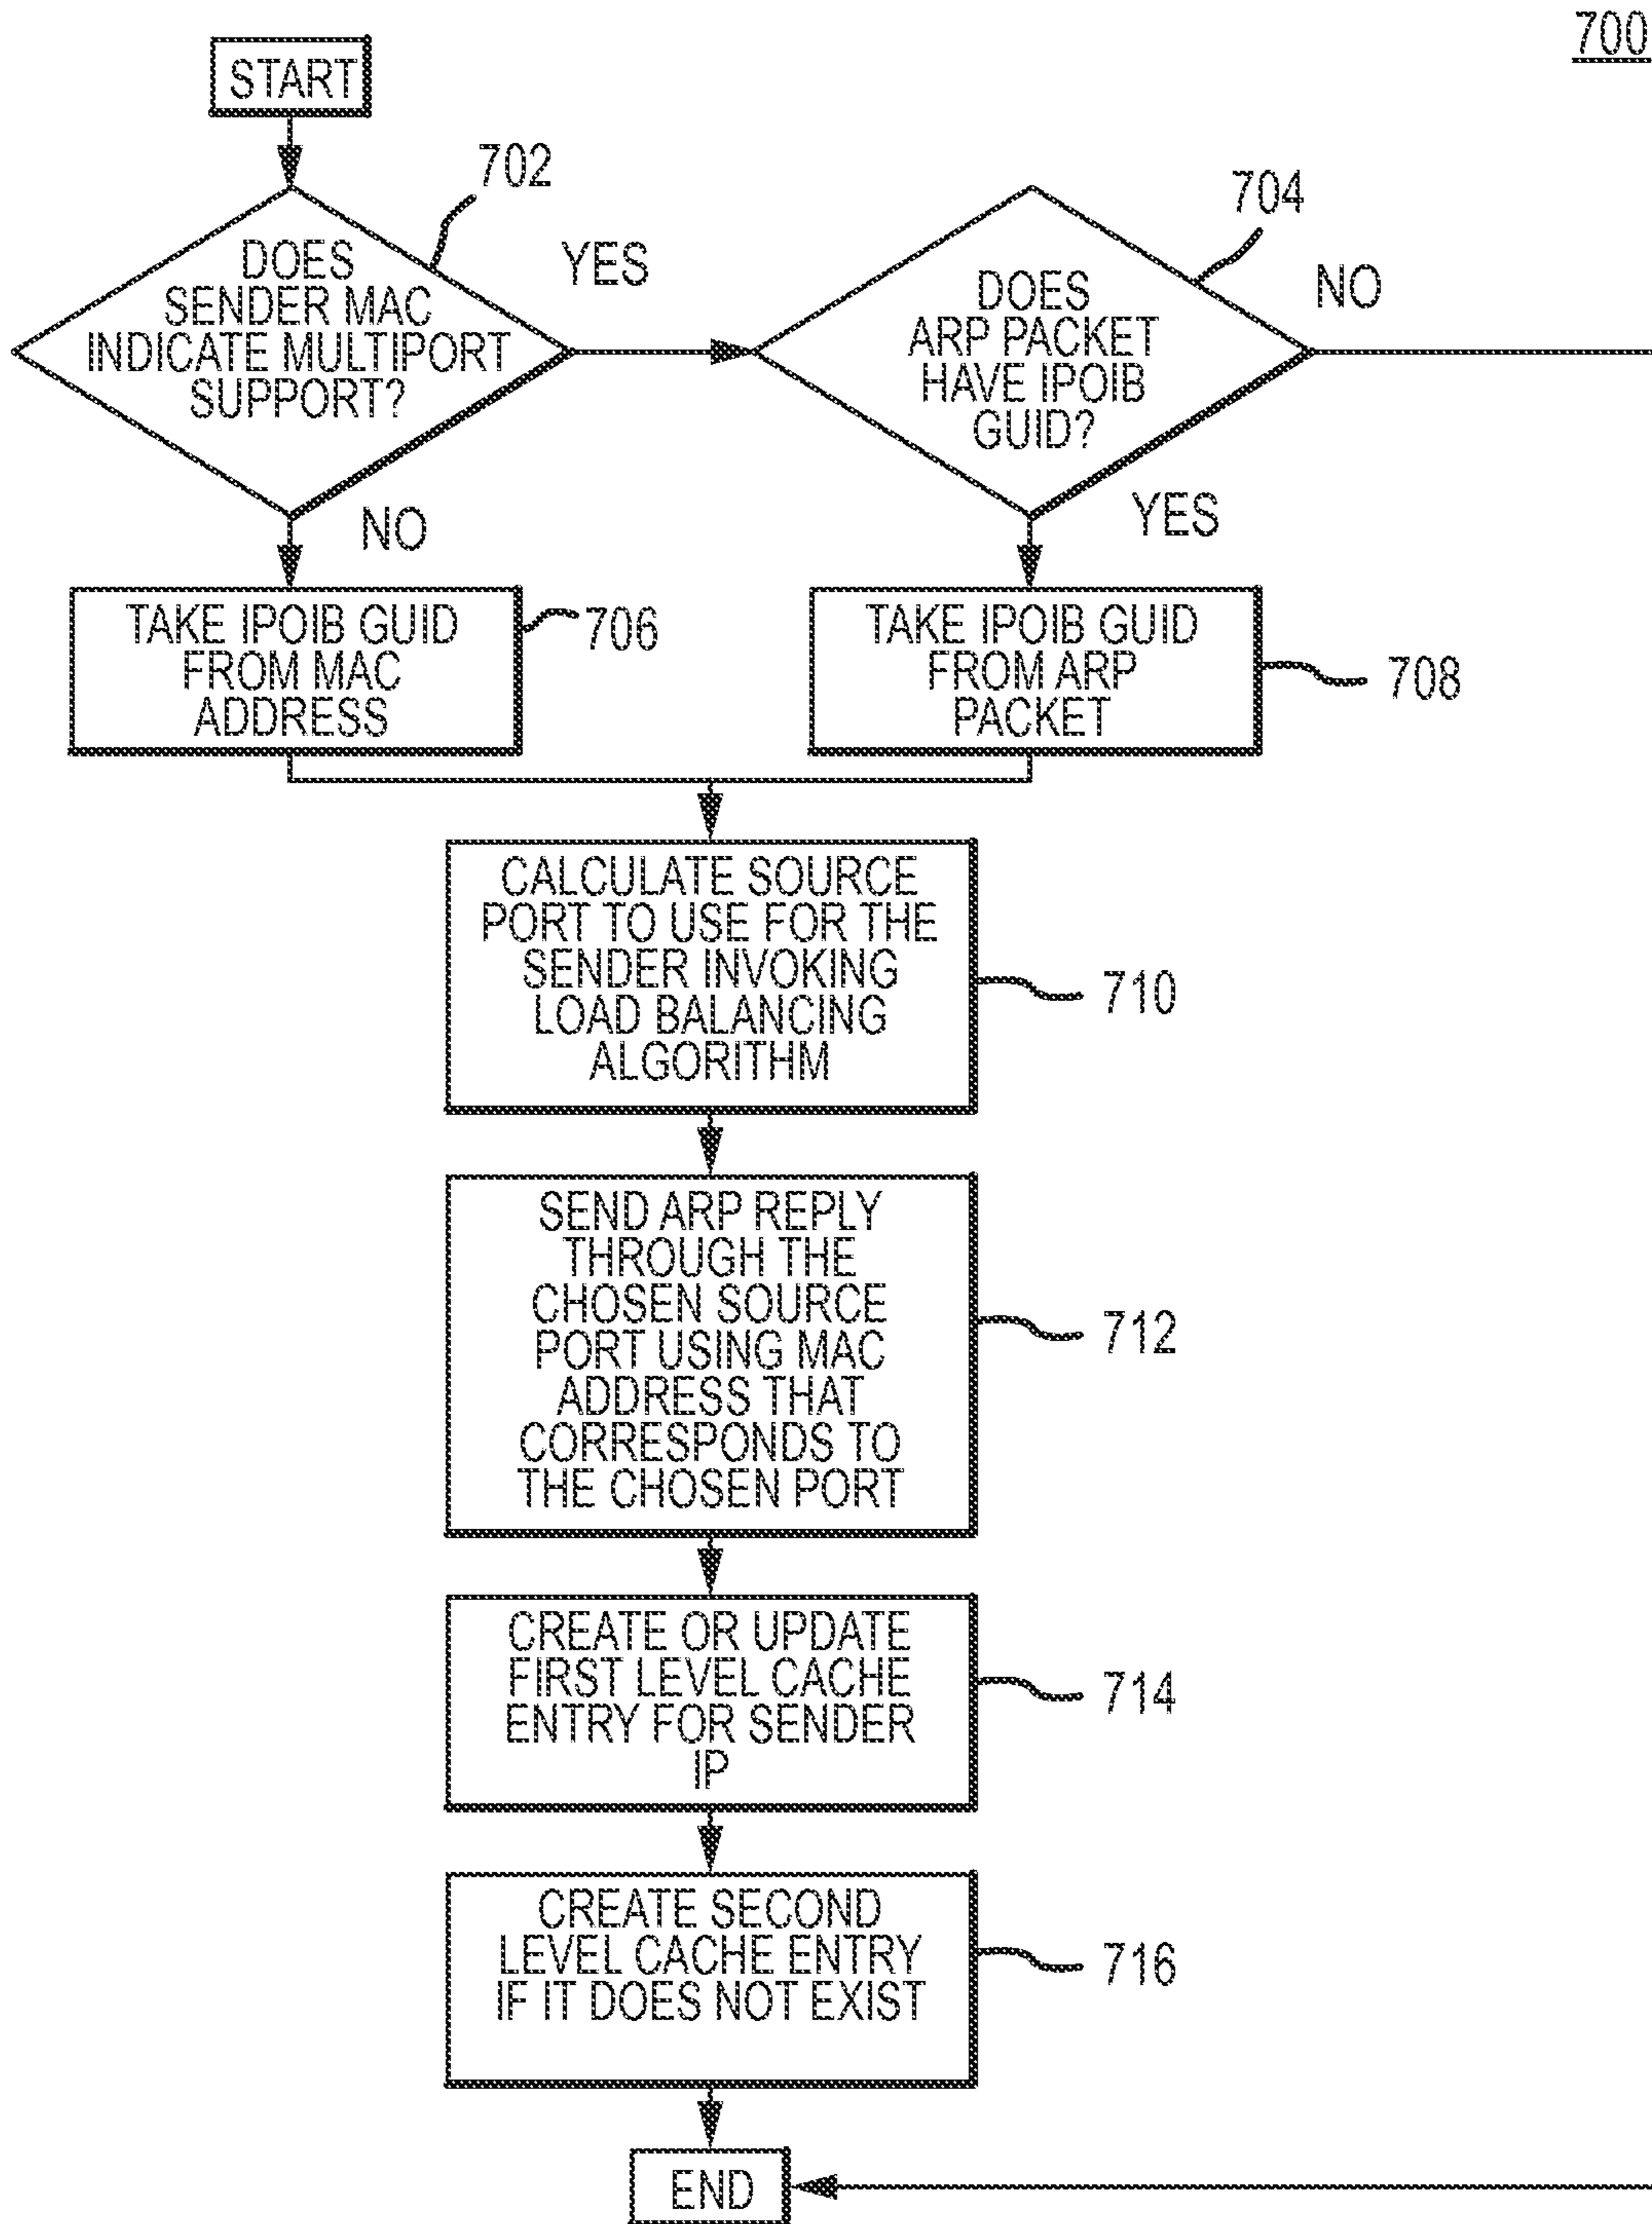 700
START
702
DOES
SENDER MAC
INDICATE MULTIPORT
SUPPORT?
YES
704
DOES
ARP PACKET
HAVE IPOIB
GUID?
NO
NO
YES
TAKE IPOIB GUID
FROM MAC
ADDRESS
706
TAKE IPOIB GUID
FROM ARP
PACKET
708
CALCULATE SOURCE
PORT TO USE FOR THE
SENDER INVOKING
LOAD BALANCING
ALGORITHM
710
SEND ARP REPLY
THROUGH THE
CHOSEN SOURCE
PORT USING MAC
ADDRESS THAT
CORRESPONDS TO
THE CHOSEN PORT
712
CREATE OR UPDATE
FIRST LEVEL CACHE
ENTRY FOR SENDER
IP
714
CREATE SECOND
LEVEL CACHE ENTRY
IF IT DOES NOT EXIST
716
END